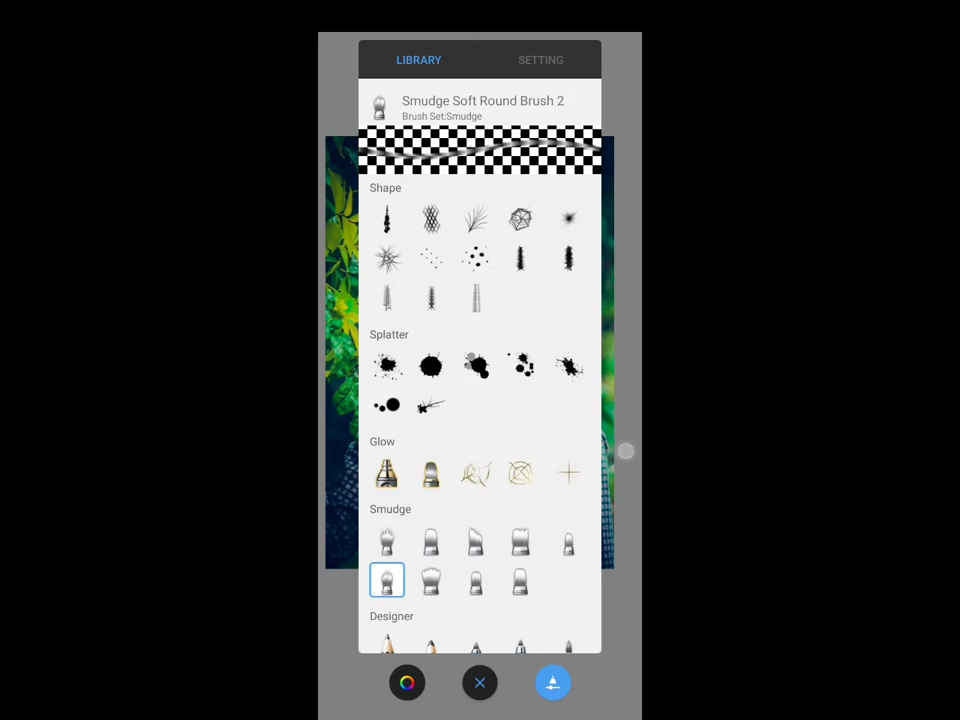 LIBRARY SETTING
Smudge Soft Round Brush 2
Brush Set:Smudge
Shape
Splatter
Glow
Smudge
Designer